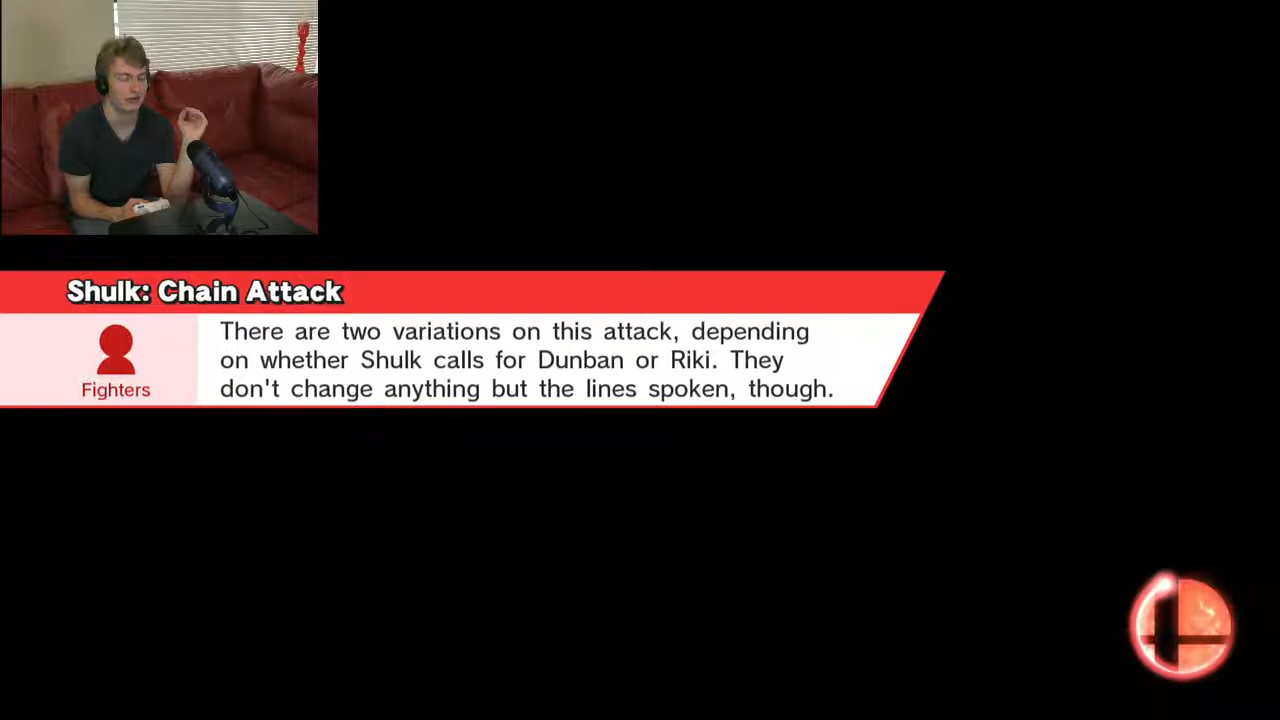 Shulk: Chain Attack
There are two variations on this attack, depending
on whether Shulk calls for Dunban or Riki. They
don't change anything but the lines spoken, though.
Fighters